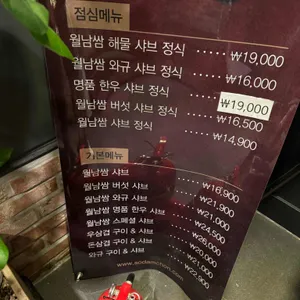 점심메뉴
월남쌈 해물 샤브 정식 ..... ₩19,000
월남쌈 와규 샤브 정식 ..... ₩16,000
명품 한우 샤브 정식 ..... ₩19,000
월남쌈 버섯 샤브 정식 ..... ₩16,500
월남쌈 샤브 정식 ..... ₩14,900
기본메뉴
월남쌈 샤브 ₩16,900
월남쌈 버섯 샤브
월남쌈 와규 샤브 ₩21,900
월남쌈 명품 한우 샤브 ₩24,500
월남쌈 스페셜 샤브
우삼겹 구이 & 샤브
돈삼겹 구이 & 샤브
와규 구이 & 샤브 ₩22,900